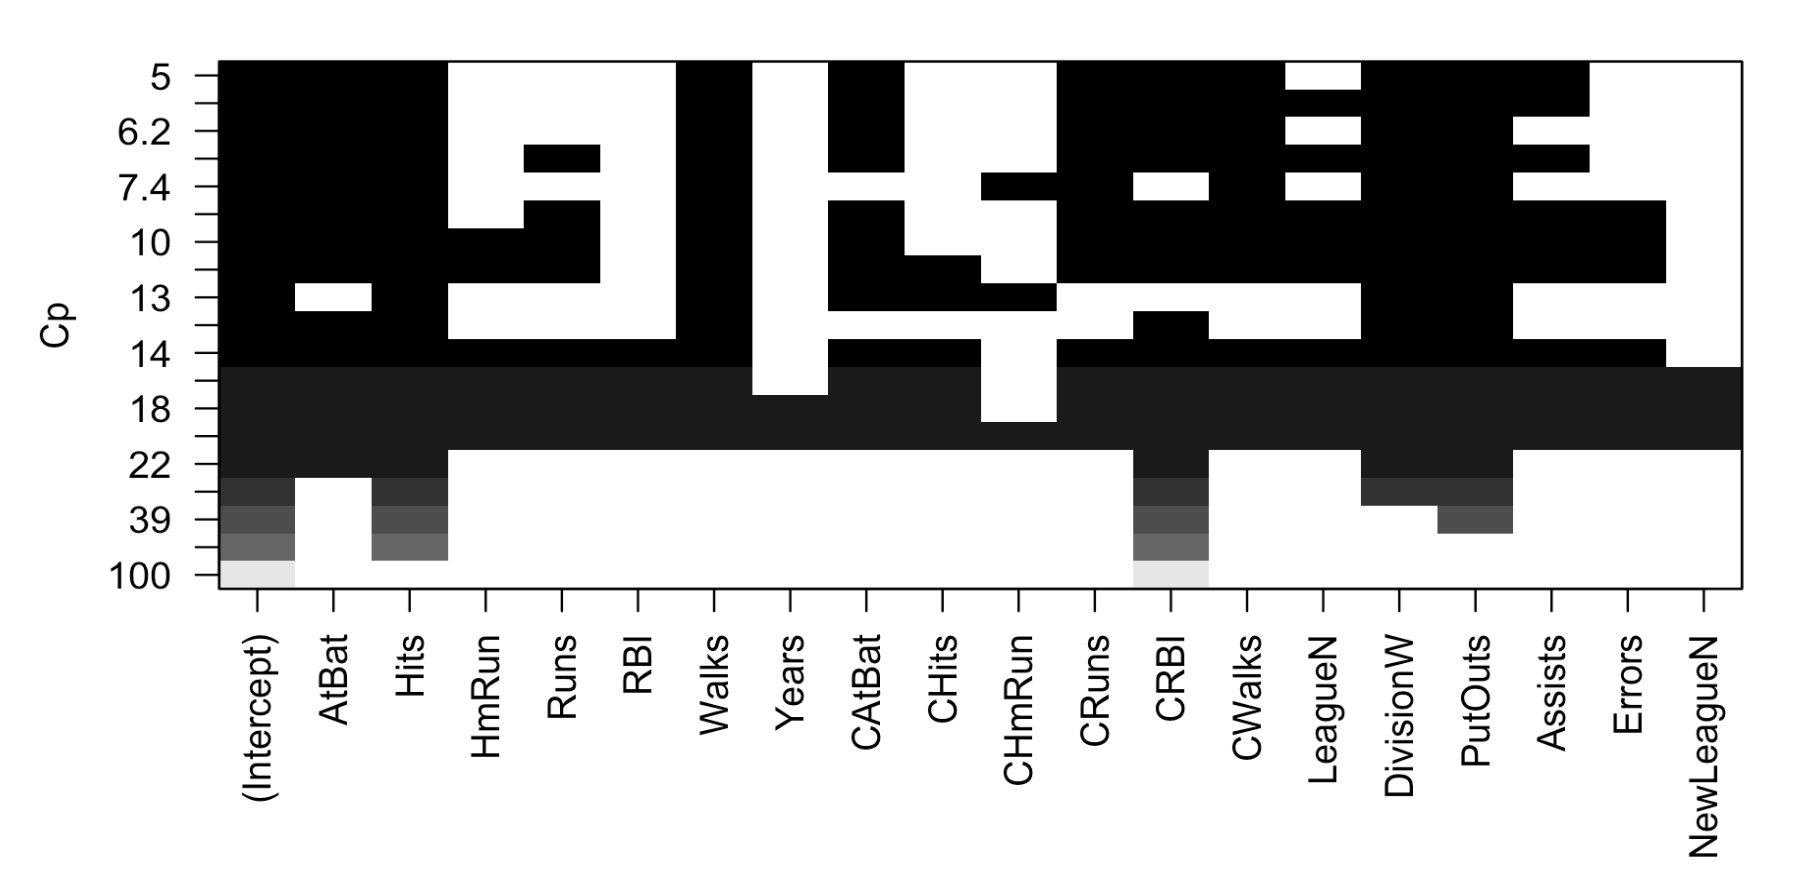 Cp
5
6.2
7.4
10
13
14
18
22
39
100
(Intercept)
AtBat
Hits
HmRun
Runs
RBI
Walks
Years
CAtBat
CHits
CHmRun
CRuns
CRBI
CWalks
LeagueN
DivisionW
PutOuts
Assists
Errors
NewLeagueN